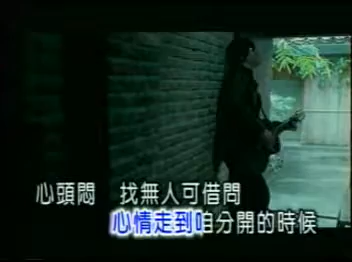 心頭悶　找無人可借問
心情走到咱分開的時候